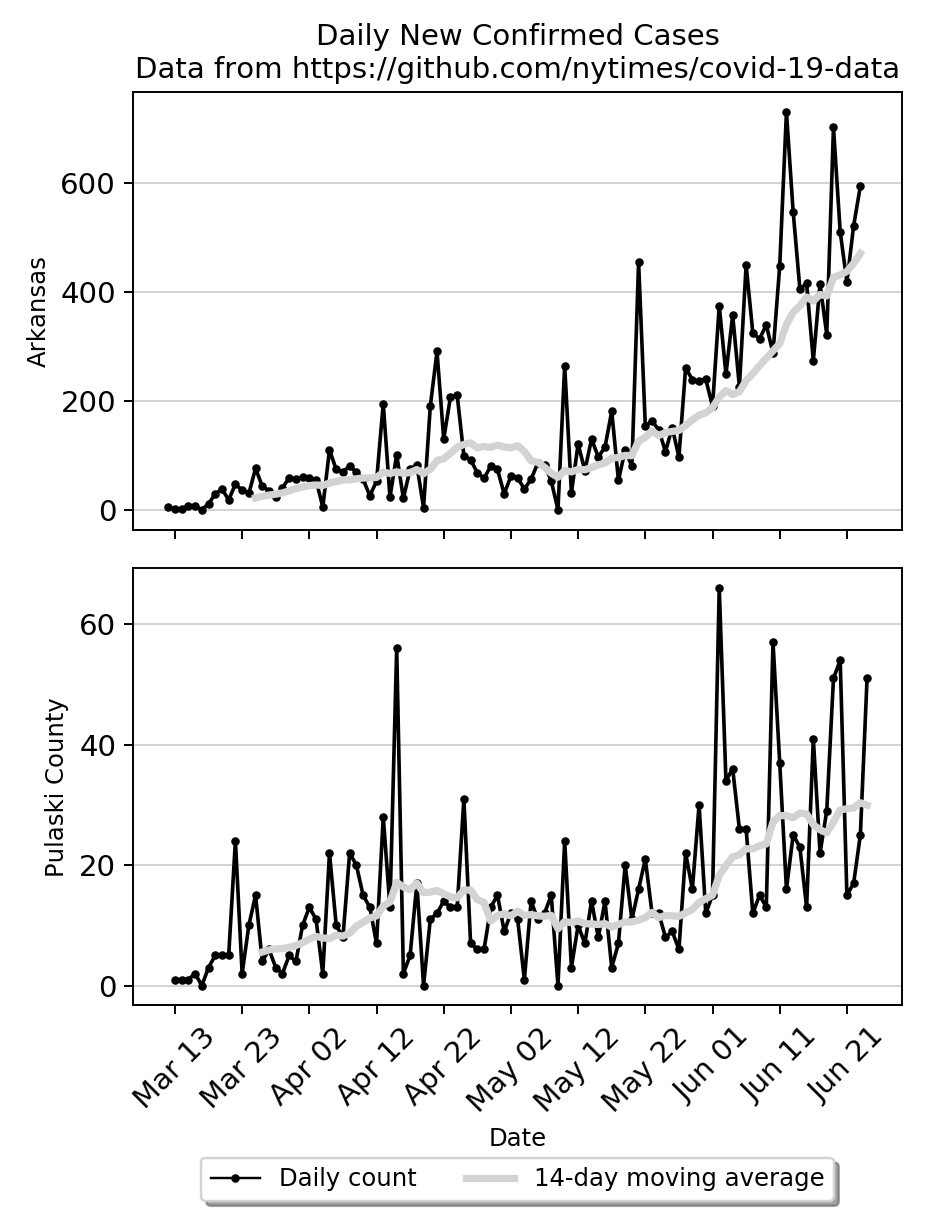 Daily New Confirmed Cases
Data from https://github.com/nytimes/covid-19-data
Arkansas
600
400
200
0
Pulaski County
60
40
20
0
Mar 13
Mar 23
Apr 02
Apr 12
Apr 22
May 02
May 12
May 22
Jun 01
Jun 11
Jun 21
Date
Daily count
14-day moving average